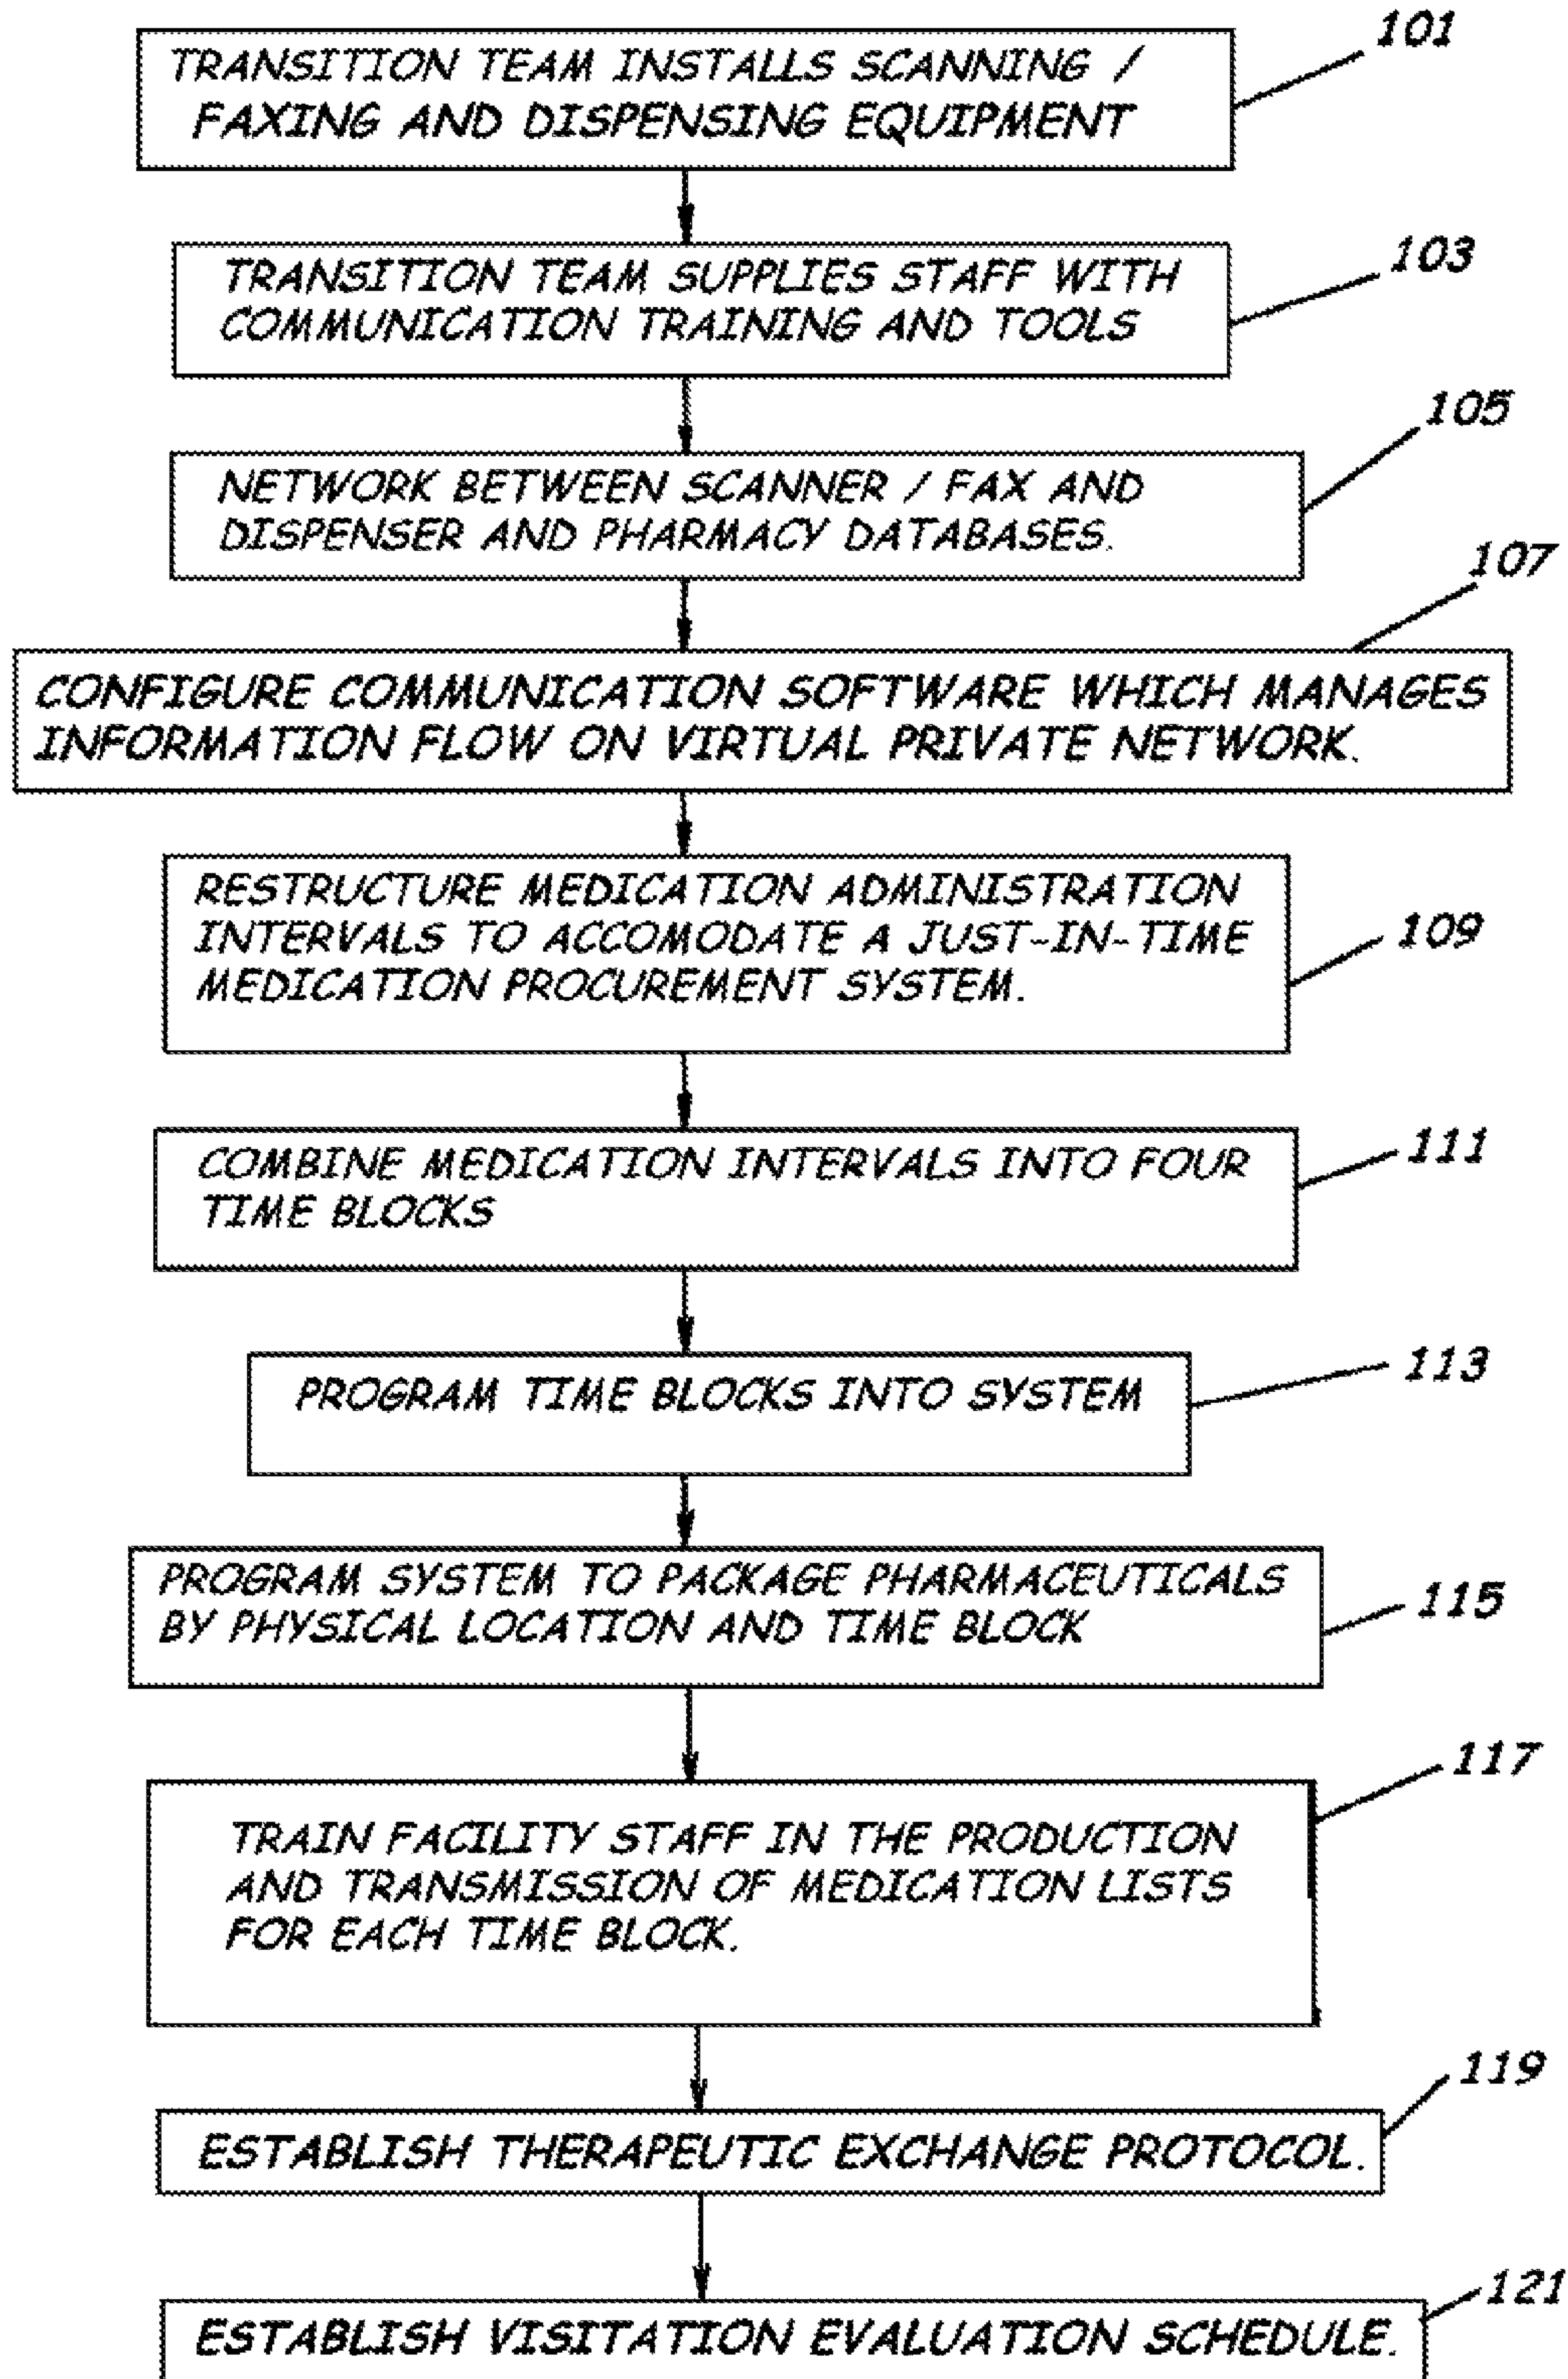 101
TRANSITION TEAM INSTALLS SCANNING /
FAXING AND DISPENSING EQUIPMENT
103
TRANSITION TEAM SUPPLIES STAFF WITH
COMMUNICATION TRAINING AND TOOLS
105
NETWORK BETWEEN SCANNER / FAX AND
DISPENSER AND PHARMACY DATABASES.
107
CONFIGURE COMMUNICATION SOFTWARE WHICH MANAGES
INFORMATION FLOW ON VIRTUAL PRIVATE NETWORK.
RESTRUCTURE MEDICATION ADMINISTRATION
INTERVALS TO ACCOMODATE A JUST-IN-TIME
MEDICATION PROCUREMENT SYSTEM.
109
COMBINE MEDICATION INTERVALS INTO FOUR
TIME BLOCKS
111
PROGRAM TIME BLOCKS INTO SYSTEM
113
PROGRAM SYSTEM TO PACKAGE PHARMACEUTICALS
BY PHYSICAL LOCATION AND TIME BLOCK
115
117
TRAIN FACILITY STAFF IN THE PRODUCTION
AND TRANSMISSION OF MEDICATION LISTS
FOR EACH TIME BLOCK.
119
ESTABLISH THERAPEUTIC EXCHANGE PROTOCOL.
121
ESTABLISH VISITATION EVALUATION SCHEDULE.